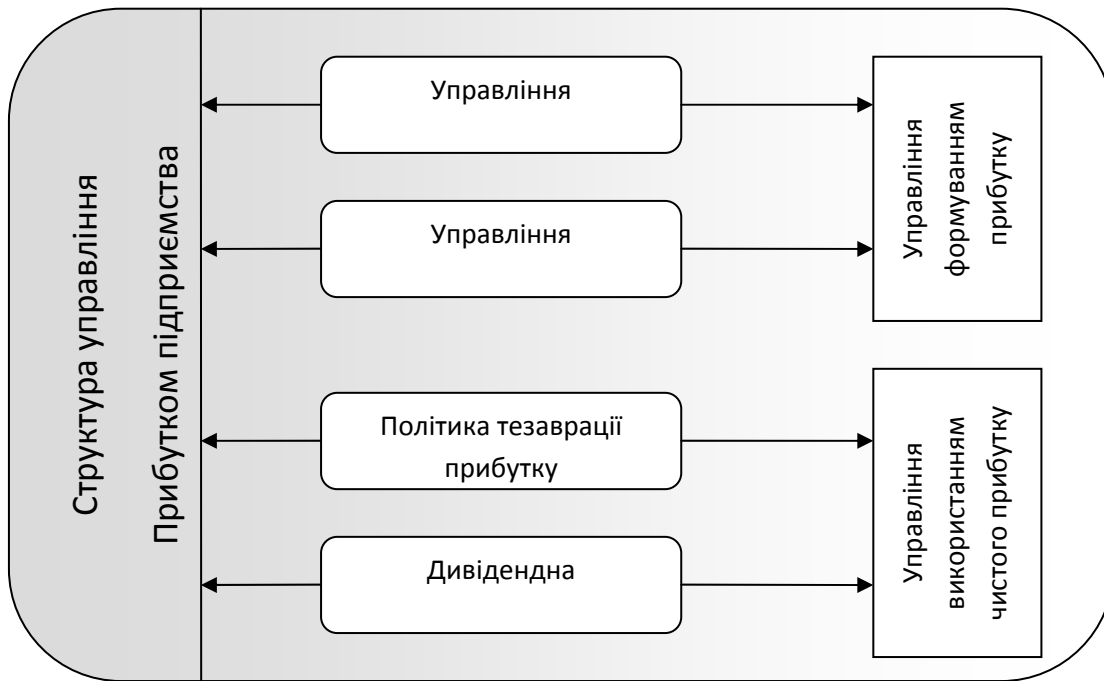 Структура управління
Прибутком підприємства
Управління
Управління
Політика тезаврації
прибутку
Дивідендна
Управління
формуванням
прибутку
Управління
використанням
чистого прибутку